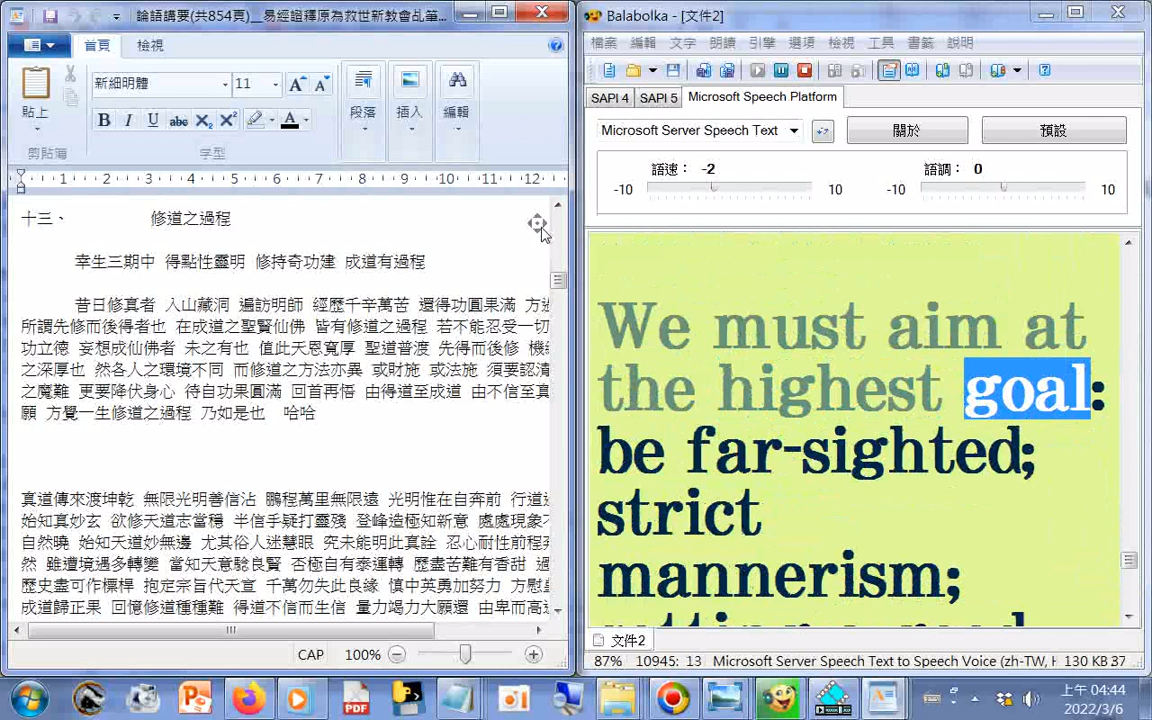 論語講要(共854頁)__易經證釋原為救世新教會乩筆...
首頁
檢視
新細明體
11
貼上
剪貼簿
B I U abc X₂ X² A
字型
段落
插入
編輯
1 2 3 4 5 6 7 8 9 10 11 12
十三、 修道之過程
幸生三期中 得點性靈明 修持奇功建 成道有過程
昔日修真者 入山藏洞 遍訪明師 經歷千辛萬苦 還得功圓果滿 方
所謂先修而後得者也 在成道之聖賢仙佛 皆有修道之過程 若不能忍受一切
功立德 妄想成仙佛者 未之有也 值此天恩寬厚 聖道普渡 先得而後修 機
之深厚也 然各人之環境不同 而修道之方法亦異 或財施 或法施 須要認清
之魔難 更要降伏身心 待自功果圓滿 回首再悟 由得道至成道 由不信至真
願 方覺一生修道之過程 乃如是也 哈哈
真道傳來渡坤乾 無限光明善信沾 鵬程萬里無限遠 光明惟在自奔前 行道
始知真妙玄 欲修天道志當穩 半信乎疑打靈殘 登峰造極知新意 處處現象
自然曉 始知天道妙無邊 尤其俗人迷慧眼 究未能明此真詮 忍心耐性前程
然 雖遭境遇多轉變 當知天意騐良賢 否極自有泰運轉 歷盡苦難有香甜 過
歷史盡可作標桿 抱定宗旨代天宣 千萬勿失此良緣 慎中英勇加努力 方慰
成道歸正果 回憶修道種種難 得道不信而生信 量力竭力大願還 由卑而高
CAP 100%
Balabolka - [文件2]
檔案 編輯 文字 朗讀 引擎 選項 檢視 工具 書籤 說明
SAPI 4 SAPI 5 Microsoft Speech Platform
Microsoft Server Speech Text
關於
預設
語速： -2
-10 10
語調： 0
-10 10
We must aim at
the highest goal:
be far-sighted;
strict
mannerism;
文件2
87% 10945: 13 Microsoft Server Speech Text to Speech Voice (zh-TW, H 130 KB 37
上午 04:44
2022/3/6